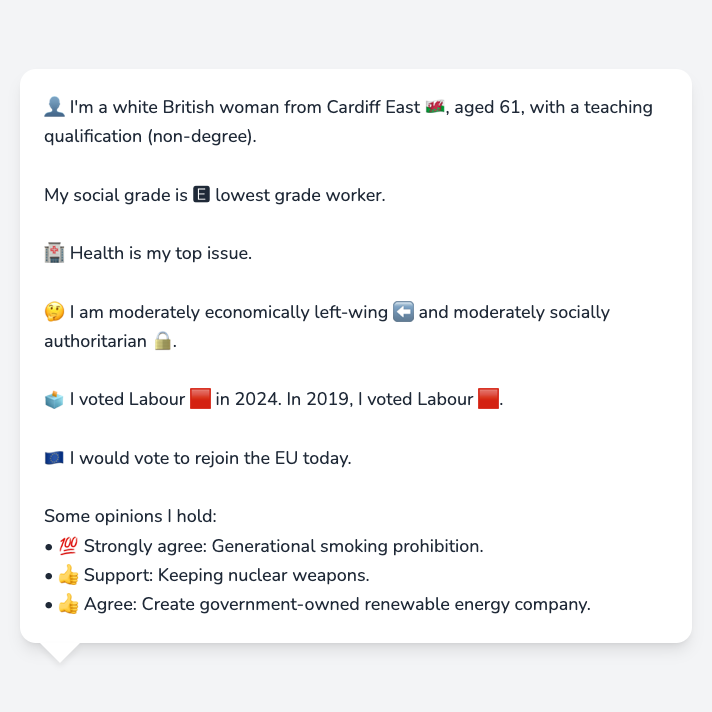 👤 I'm a white British woman from Cardiff East 🏴󠁧󠁢󠁷󠁬󠁳󠁿, aged 61, with a teaching
qualification (non-degree).
My social grade is 🅴 lowest grade worker.
🏥 Health is my top issue.
🤔 I am moderately economically left-wing ⬅️ and moderately socially
authoritarian 🔒.
🗳️ I voted Labour 🟥 in 2024. In 2019, I voted Labour 🟥.
🇪🇺 I would vote to rejoin the EU today.
Some opinions I hold:
• 💯 Strongly agree: Generational smoking prohibition.
• 👍 Support: Keeping nuclear weapons.
• 👍 Agree: Create government-owned renewable energy company.